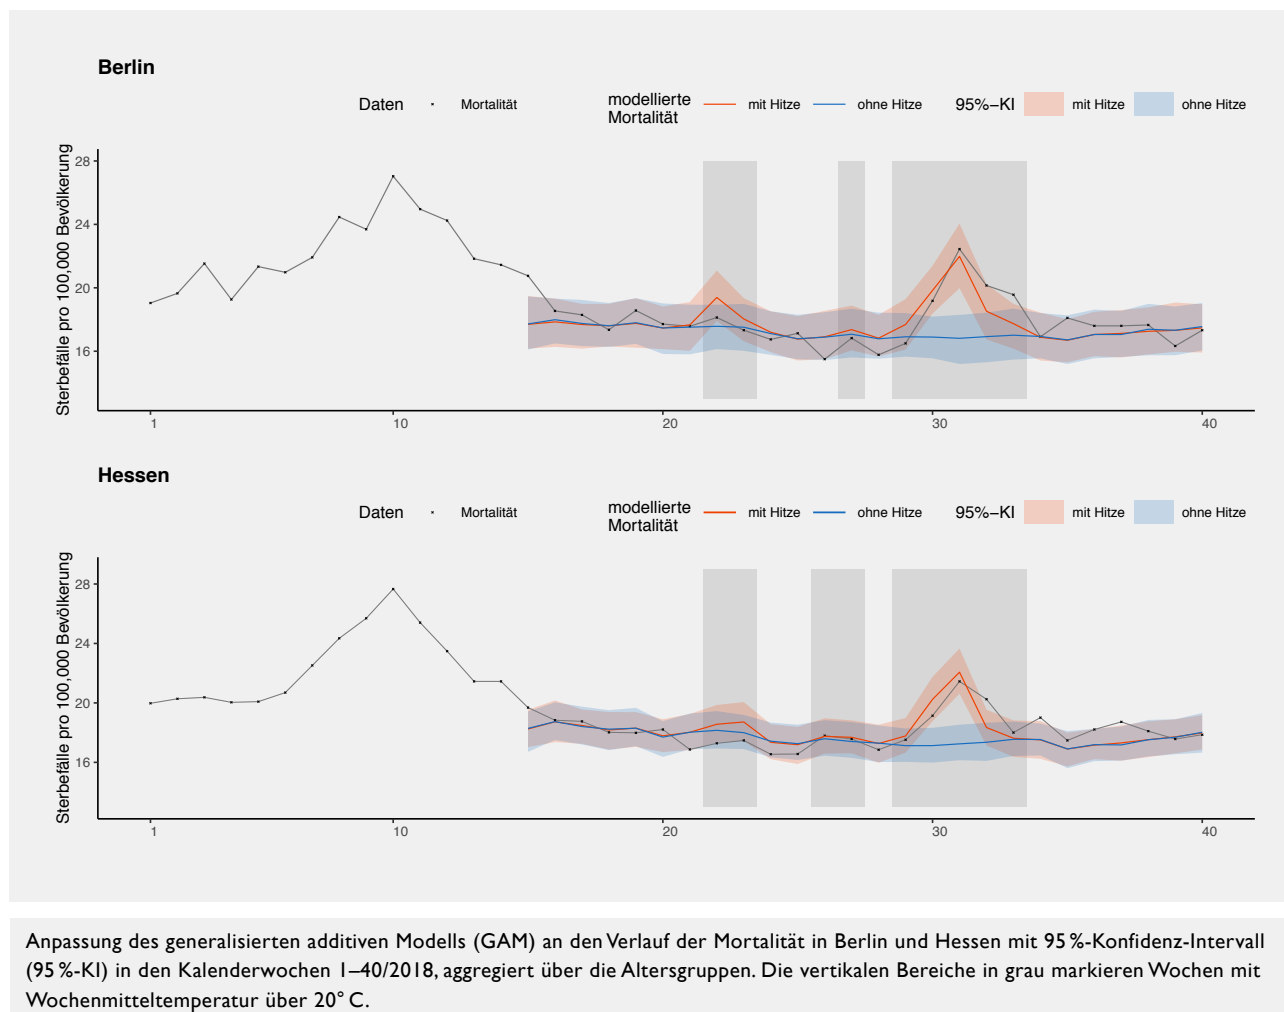 Berlin
Daten Mortalität modellierte Mortalität mit Hitze ohne Hitze 95%–KI mit Hitze ohne Hitze
Sterbefälle pro 100,000 Bevölkerung
28
24
20
16
1 10 20 30 40
Hessen
Daten Mortalität modellierte Mortalität mit Hitze ohne Hitze 95%–KI mit Hitze ohne Hitze
Sterbefälle pro 100,000 Bevölkerung
28
24
20
16
1 10 20 30 40
Anpassung des generalisierten additiven Modells (GAM) an den Verlauf der Mortalität in Berlin und Hessen mit 95 %-Konfidenz-Intervall
(95 %-KI) in den Kalenderwochen 1–40/2018, aggregiert über die Altersgruppen. Die vertikalen Bereiche in grau markieren Wochen mit
Wochenmitteltemperatur über 20° C.